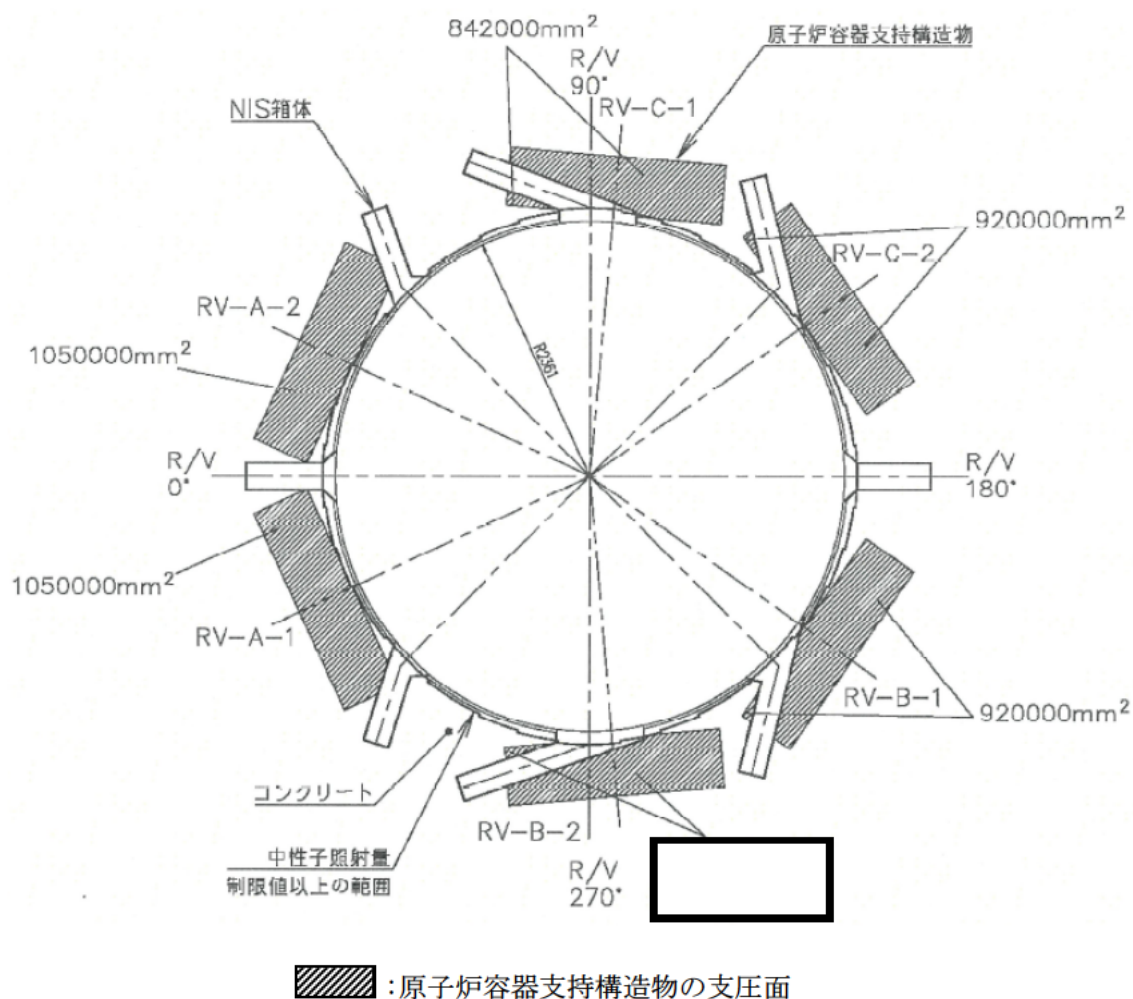 842000mm²
原子炉容器支持構造物
R/V
90°
RV-C-1
NIS箱体
920000mm²
RV-C-2
RV-A-2
1050000mm²
R2361
R/V
0°
R/V
180°
1050000mm²
RV-A-1
RV-B-1
920000mm²
コンクリート
RV-B-2
中性子照射量
制限値以上の範囲
R/V
270°
:原子炉容器支持構造物の支圧面